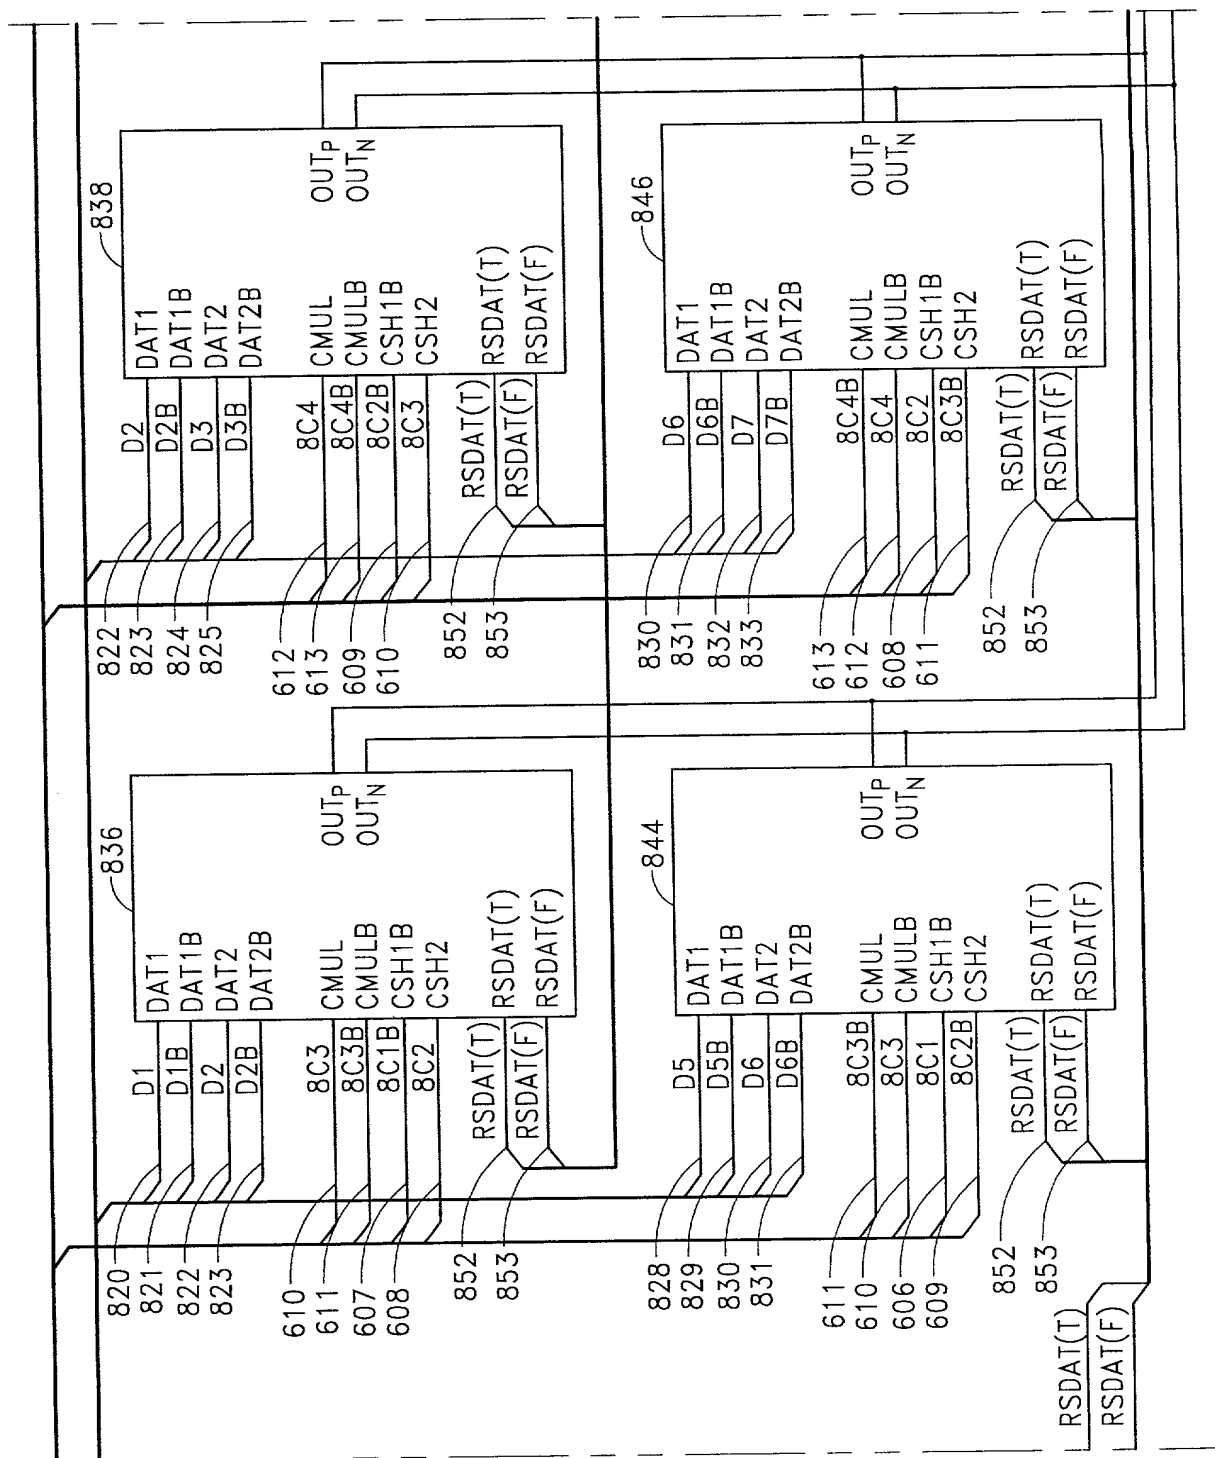 838
DAT1
DAT1B
DAT2
DAT2B
CMUL
CMULB
CSH1B
CSH2
RSDAT(T)
RSDAT(F)
OUTP
OUTN
D2
D2B
D3
D3B
8C4
8C4B
8C2B
8C3
RSDAT(T)
RSDAT(F)
822
823
824
825
612
613
609
610
852
853
846
DAT1
DAT1B
DAT2
DAT2B
CMUL
CMULB
CSH1B
CSH2
RSDAT(T)
RSDAT(F)
OUTP
OUTN
D6
D6B
D7
D7B
8C4B
8C4
8C2
8C3B
RSDAT(T)
RSDAT(F)
830
831
832
833
613
612
608
611
852
853
836
DAT1
DAT1B
DAT2
DAT2B
CMUL
CMULB
CSH1B
CSH2
RSDAT(T)
RSDAT(F)
OUTP
OUTN
D1
D1B
D2
D2B
8C3
8C3B
8C1B
8C2
RSDAT(T)
RSDAT(F)
820
821
822
823
610
611
607
608
852
853
844
DAT1
DAT1B
DAT2
DAT2B
CMUL
CMULB
CSH1B
CSH2
RSDAT(T)
RSDAT(F)
OUTP
OUTN
D5
D5B
D6
D6B
8C3B
8C3
8C1
8C2B
RSDAT(T)
RSDAT(F)
828
829
830
831
611
610
606
609
852
853
RSDAT(T)
RSDAT(F)